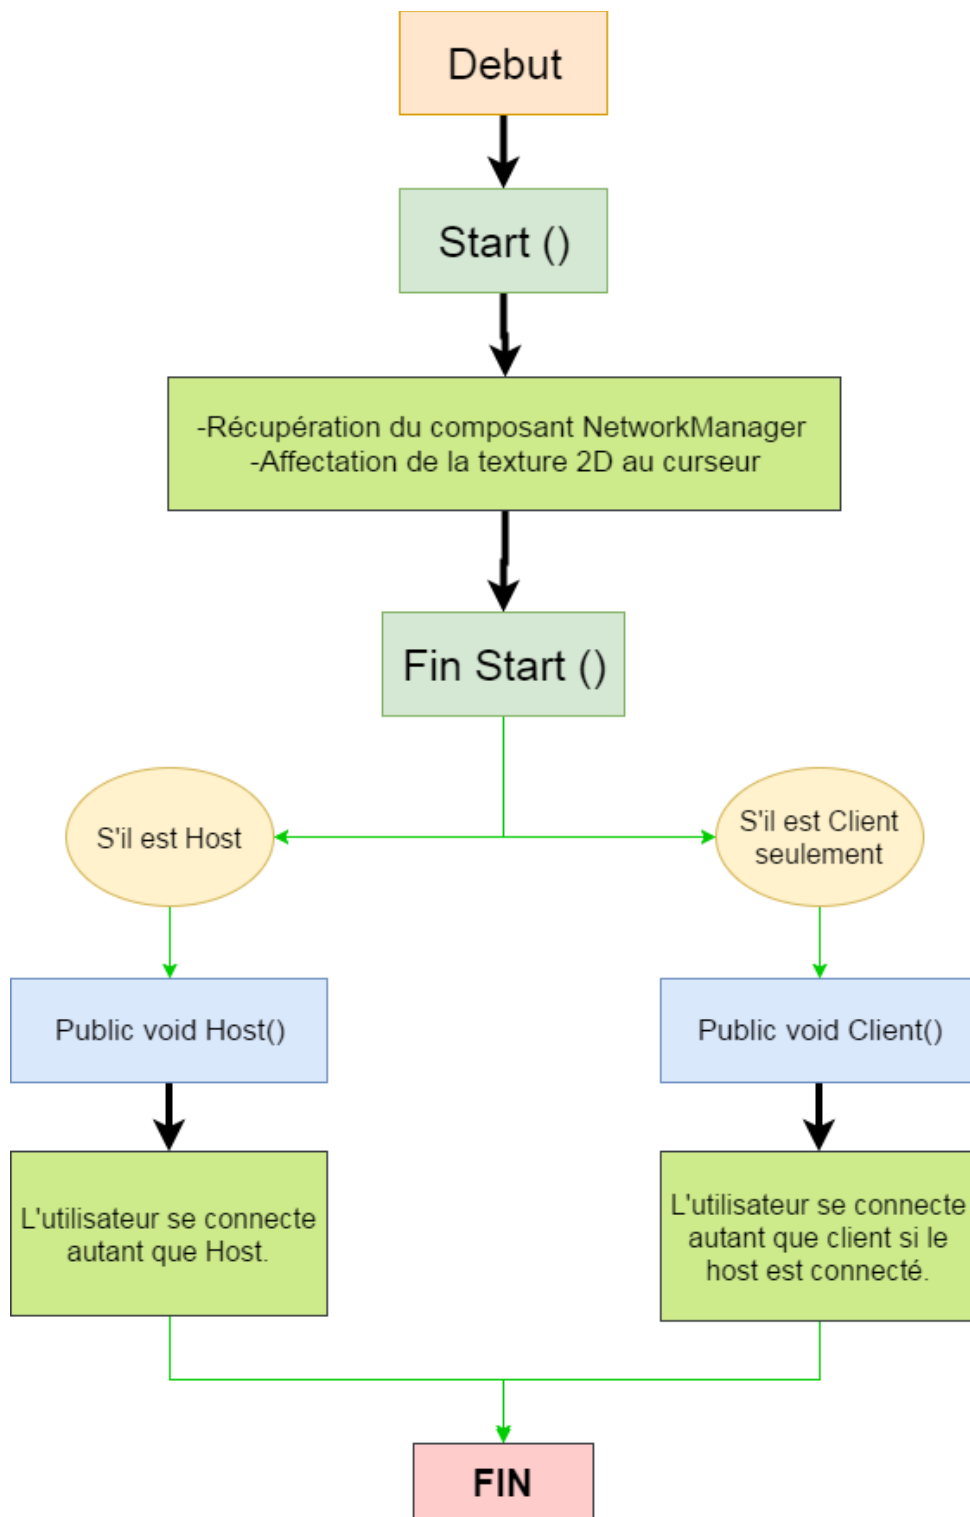 Debut
Start ()
-Récupération du composant NetworkManager
-Affectation de la texture 2D au curseur
Fin Start ()
S'il est Host
S'il est Client
seulement
Public void Host()
Public void Client()
L'utilisateur se connecte
autant que Host.
L'utilisateur se connecte
autant que client si le
host est connecté.
FIN